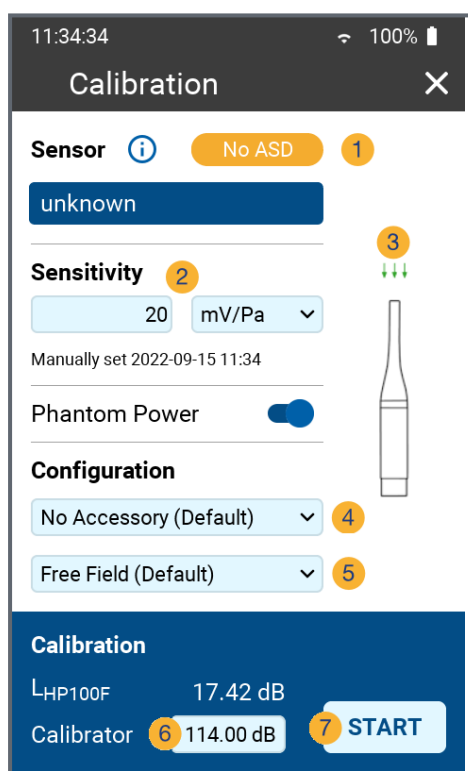 11:34:34 100%
Calibration
Sensor i No ASD 1
unknown
3
Sensitivity 2
20 mV/Pa
Manually set 2022-09-15 11:34
Phantom Power
Configuration
No Accessory (Default) 4
Free Field (Default) 5
Calibration
LHP100F 17.42 dB
Calibrator 6 114.00 dB 7 START